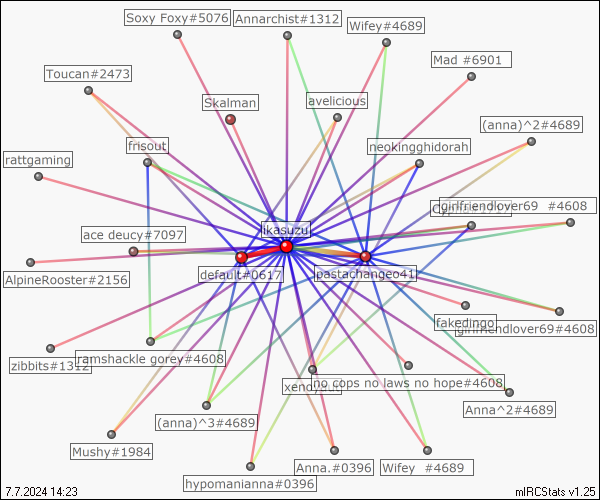 Soxy Foxy#5076
Annarchist#1312
Wifey#4689
Mad #6901
Toucan#2473
Skalman
avelicious
(anna)^2#4689
frisout
neokingghidorah
rattgaming
girlfriendlover69 #4608
ikasuzu
ace deucy#7097
default#0617
pastachangeo41
AlpineRooster#2156
fakedingo
girlfriendlover69#4608
zibbits#1312
ramshackle gorey#4608
no cops no laws no hope#4608
Anna^2#4689
(anna)^3#4689
Mushy#1984
Anna.#0396
Wifey #4689
hypomanianna#0396
7.7.2024 14:23
mIRCStats v1.25